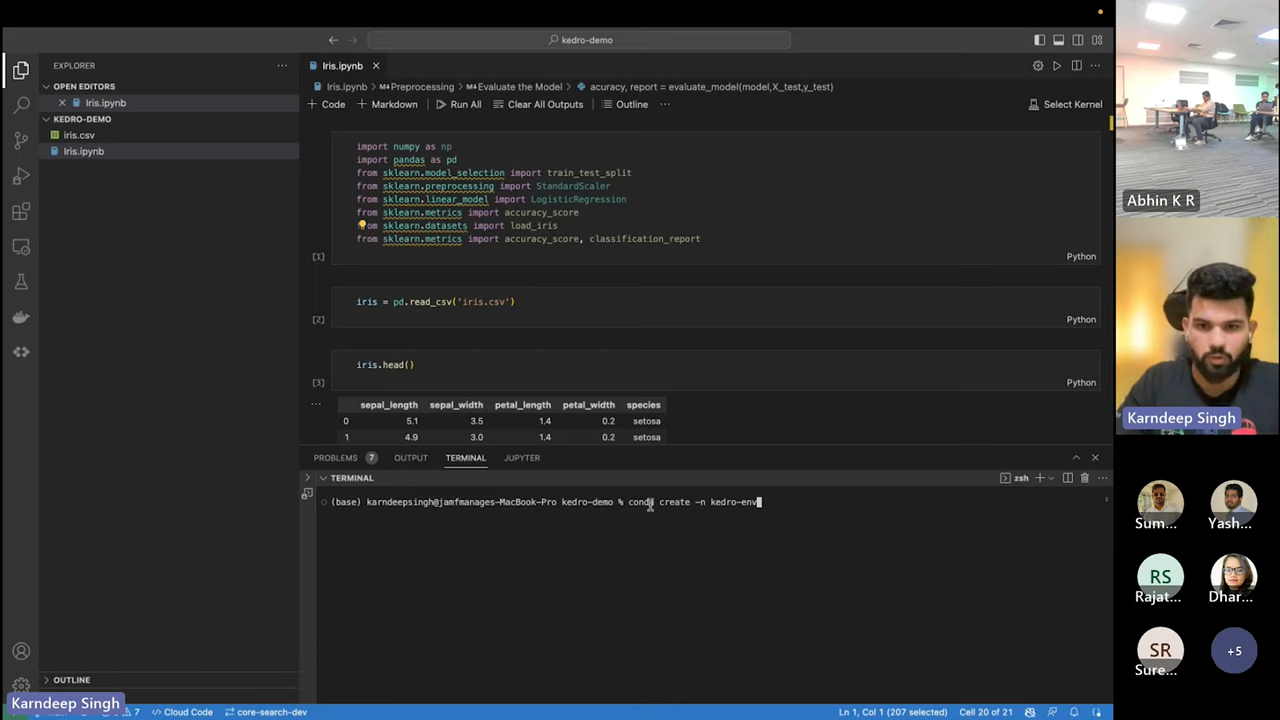 kedro-demo
EXPLORER
OPEN EDITORS
Iris.ipynb
KEDRO-DEMO
iris.csv
Iris.ipynb
OUTLINE
Iris.ipynb
Iris.ipynb > Preprocessing > Evaluate the Model > acuracy, report = evaluate_model(model,X_test,y_test)
+ Code + Markdown Run All Clear All Outputs Outline ...
Select Kernel
import numpy as np
import pandas as pd
from sklearn.model_selection import train_test_split
from sklearn.preprocessing import StandardScaler
from sklearn.linear_model import LogisticRegression
from sklearn.metrics import accuracy_score
from sklearn.datasets import load_iris
from sklearn.metrics import accuracy_score, classification_report
[1] Python
iris = pd.read_csv('iris.csv')
[2] Python
iris.head()
[3] Python
sepal_length sepal_width petal_length petal_width species
0 5.1 3.5 1.4 0.2 setosa
1 4.9 3.0 1.4 0.2 setosa
PROBLEMS 7 OUTPUT TERMINAL JUPYTER
TERMINAL
zsh
(base) karndeepsingh@jamfmanages-MacBook-Pro kedro-demo % conda create -n kedro-env
Karndeep Singh
7 Cloud Code core-search-dev
Ln 1, Col 1 (207 selected) Cell 20 of 21
Abhin K R
Karndeep Singh
Sum... Yash...
RS
Rajat... Dhar...
SR +5
Sure...